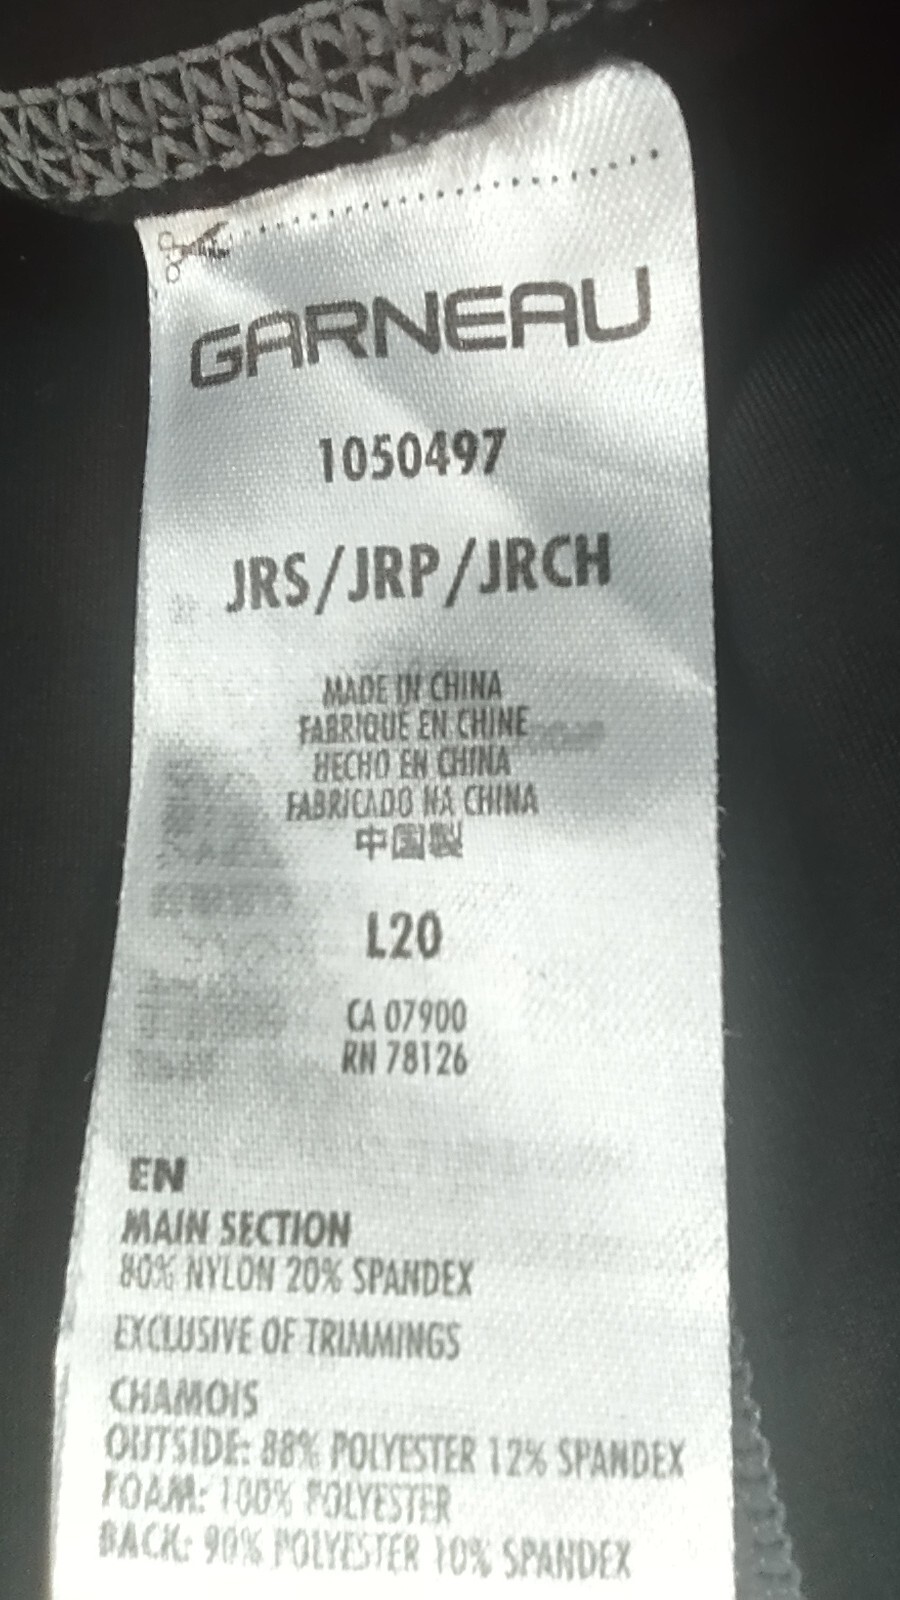 GARNEAU
1050497
JRS/JRP/JRCH
MADE IN CHINA
FABRIQUE EN CHINE
HECHO EN CHINA
FABRICADO NA CHINA
中国製
L20
CA 07900
RN 78126
EN
MAIN SECTION
80% NYLON 20% SPANDEX
EXCLUSIVE OF TRIMMINGS
CHAMOIS
OUTSIDE: 88% POLYESTER 12% SPANDEX
FOAM: 100% POLYESTER
BACK: 90% POLYESTER 10% SPANDEX